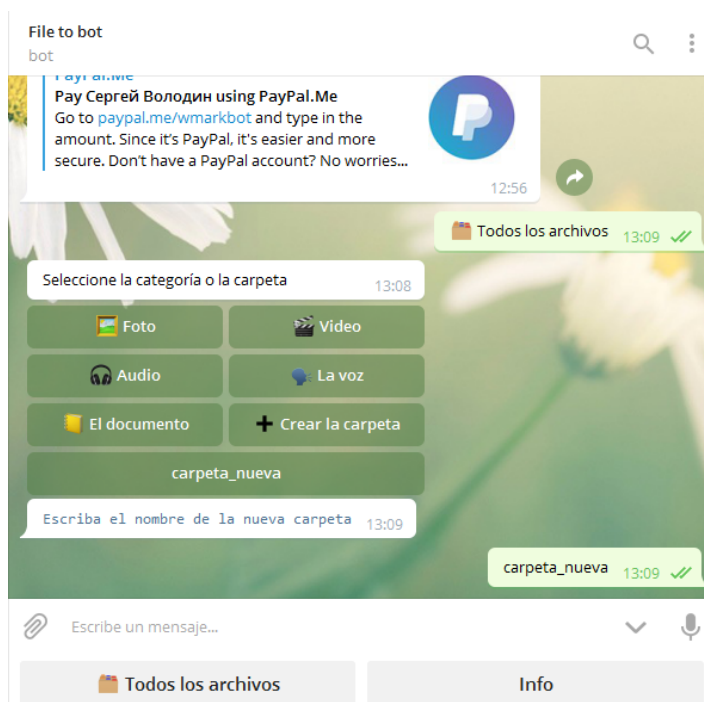 File to bot
bot
PayPal.Me
Pay Сергей Володин using PayPal.Me
Go to paypal.me/wmarkbot and type in the
amount. Since it's PayPal, it's easier and more
secure. Don't have a PayPal account? No worries...
12:56
Todos los archivos 13:09
Seleccione la categoría o la carpeta 13:08
Foto
Video
Audio
La voz
El documento
Crear la carpeta
carpeta_nueva
Escriba el nombre de la nueva carpeta 13:09
carpeta_nueva 13:09
Escribe un mensaje...
Todos los archivos
Info